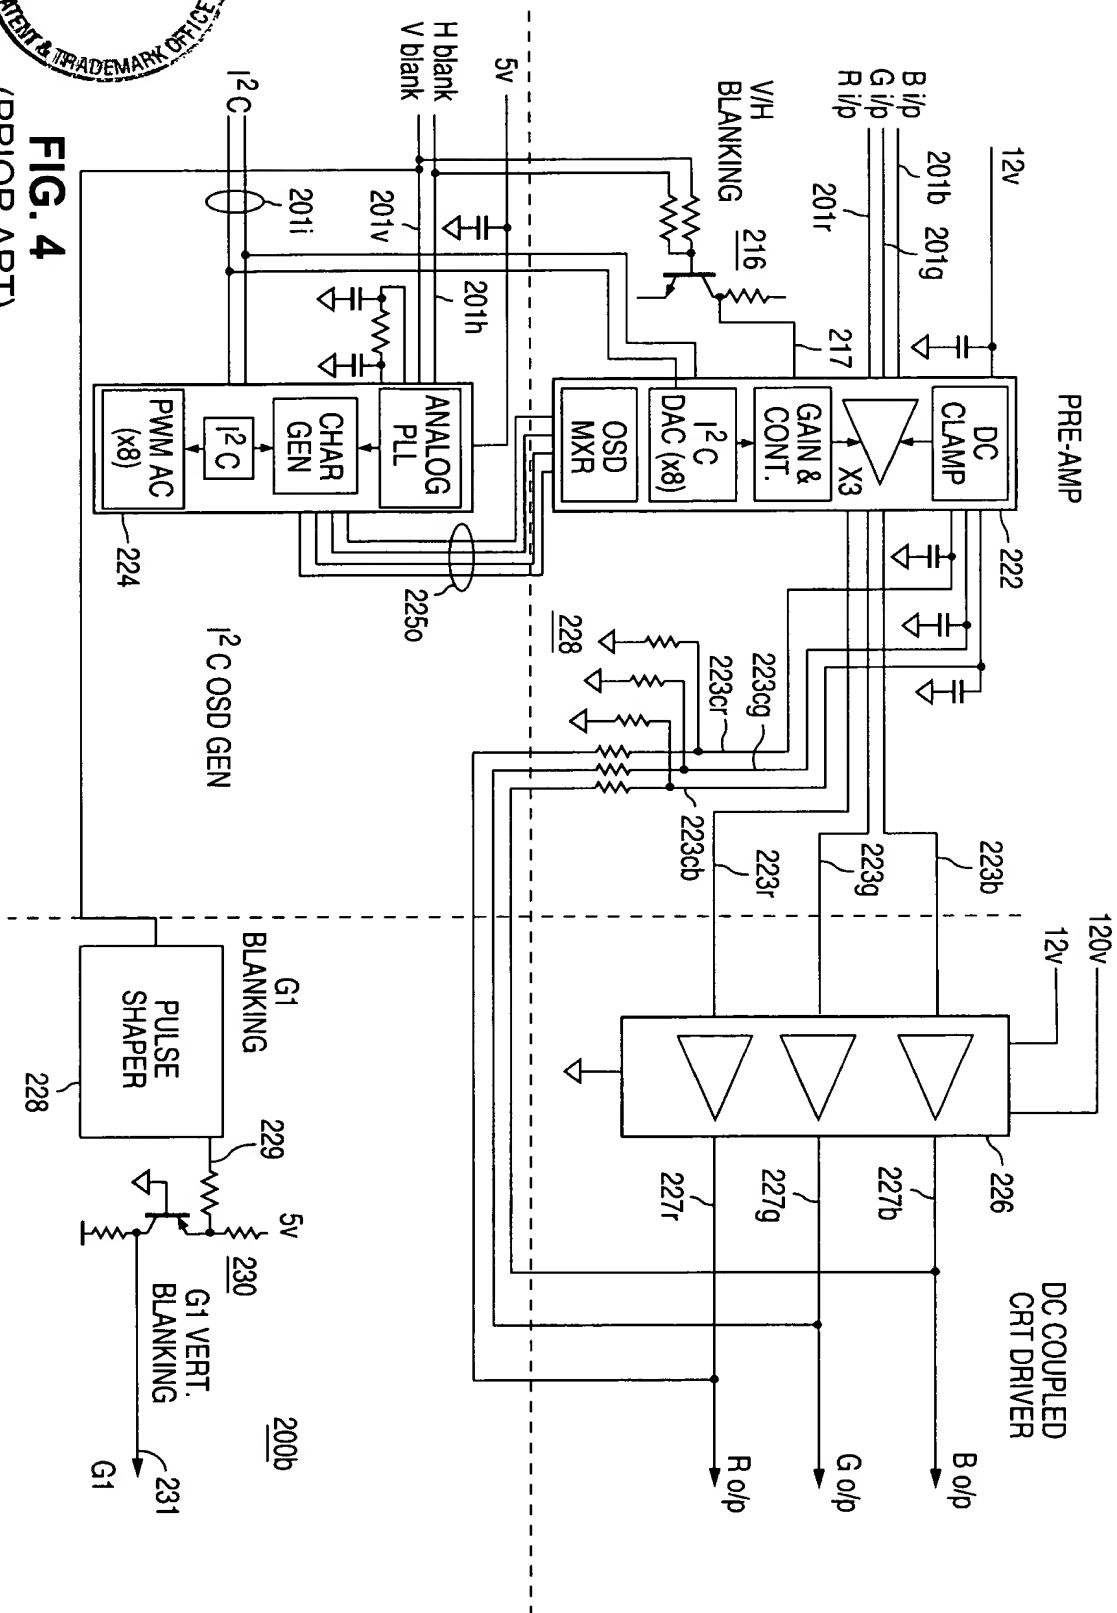 PATENT & TRADEMARK OFFICE
FIG. 4
(PRIOR ART)
PRE-AMP
12v
B i/p
G i/p
R i/p
201b
201g
201r
V/H
BLANKING
216
217
DC
CLAMP
X3
GAIN &
CONT.
I²C
DAC (x8)
OSD
MXR
222
5v
H blank
V blank
201h
201v
I²C
201i
ANALOG
PLL
CHAR
GEN
I²C
PWM AC
(x8)
224
225o
I²C OSD GEN
228
223cr
223cg
223cb
223r
223g
223b
120v
12v
226
DC COUPLED
CRT DRIVER
227b
227g
227r
B o/p
G o/p
R o/p
G1
BLANKING
PULSE
SHAPER
228
229
5v
230
G1 VERT.
BLANKING
231
G1
200b